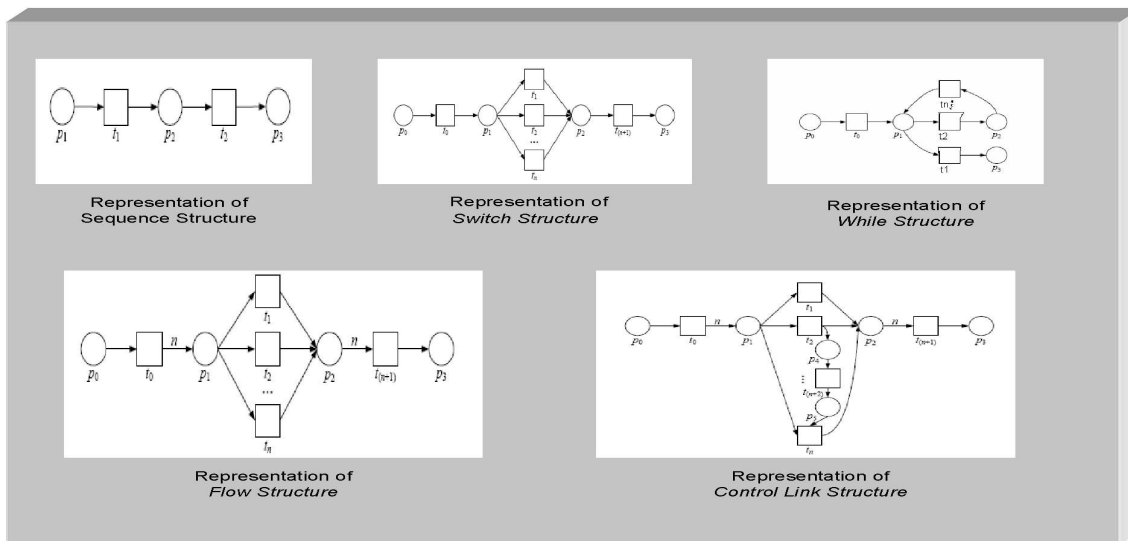 p1 t1 p2 t2 p3
Representation of
Sequence Structure
t1
p0 t0 p1 t2 p2 t(n+1) p3
...
tn
Representation of
Switch Structure
p0 t0 p1 t2 p2
t1 p3
Representation of
While Structure
t1
n n
p0 t0 p1 t2 p2 t(n+1) p3
...
tn
Representation of
Flow Structure
t1
n n
p0 t0 p1 t2 p2 t(n+1) p3
p4
⋮
t(n+2)
p5
tn
Representation of
Control Link Structure